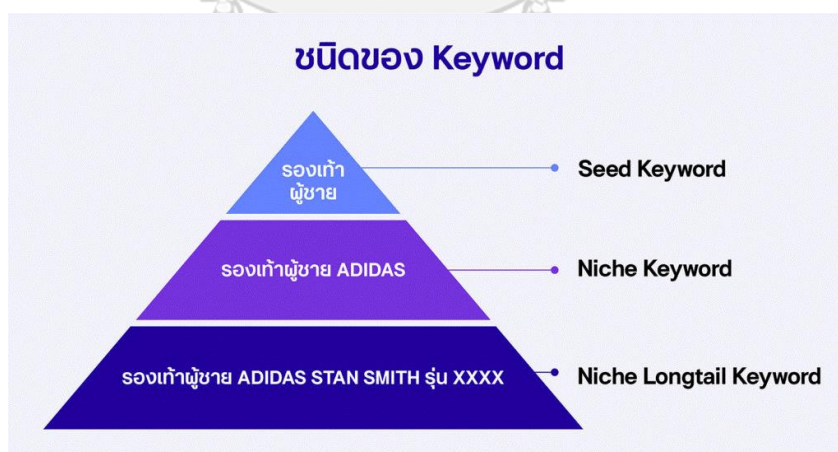 ชนิดของ Keyword
รองเท้า
ผู้ชาย
Seed Keyword
รองเท้าผู้ชาย ADIDAS
Niche Keyword
รองเท้าผู้ชาย ADIDAS STAN SMITH รุ่น XXXX
Niche Longtail Keyword